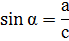 sin α = a/c